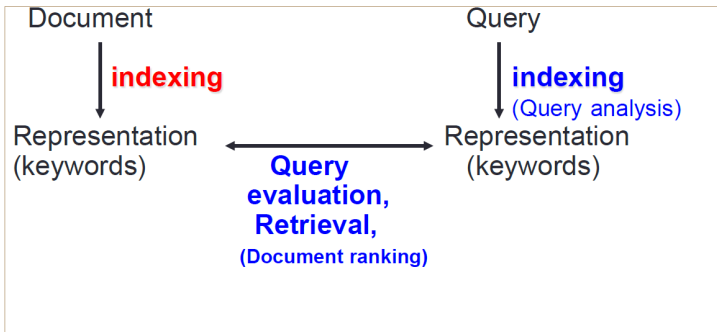 Document
Query
indexing
indexing
(Query analysis)
Representation
(keywords)
Representation
(keywords)
Query
evaluation,
Retrieval,
(Document ranking)